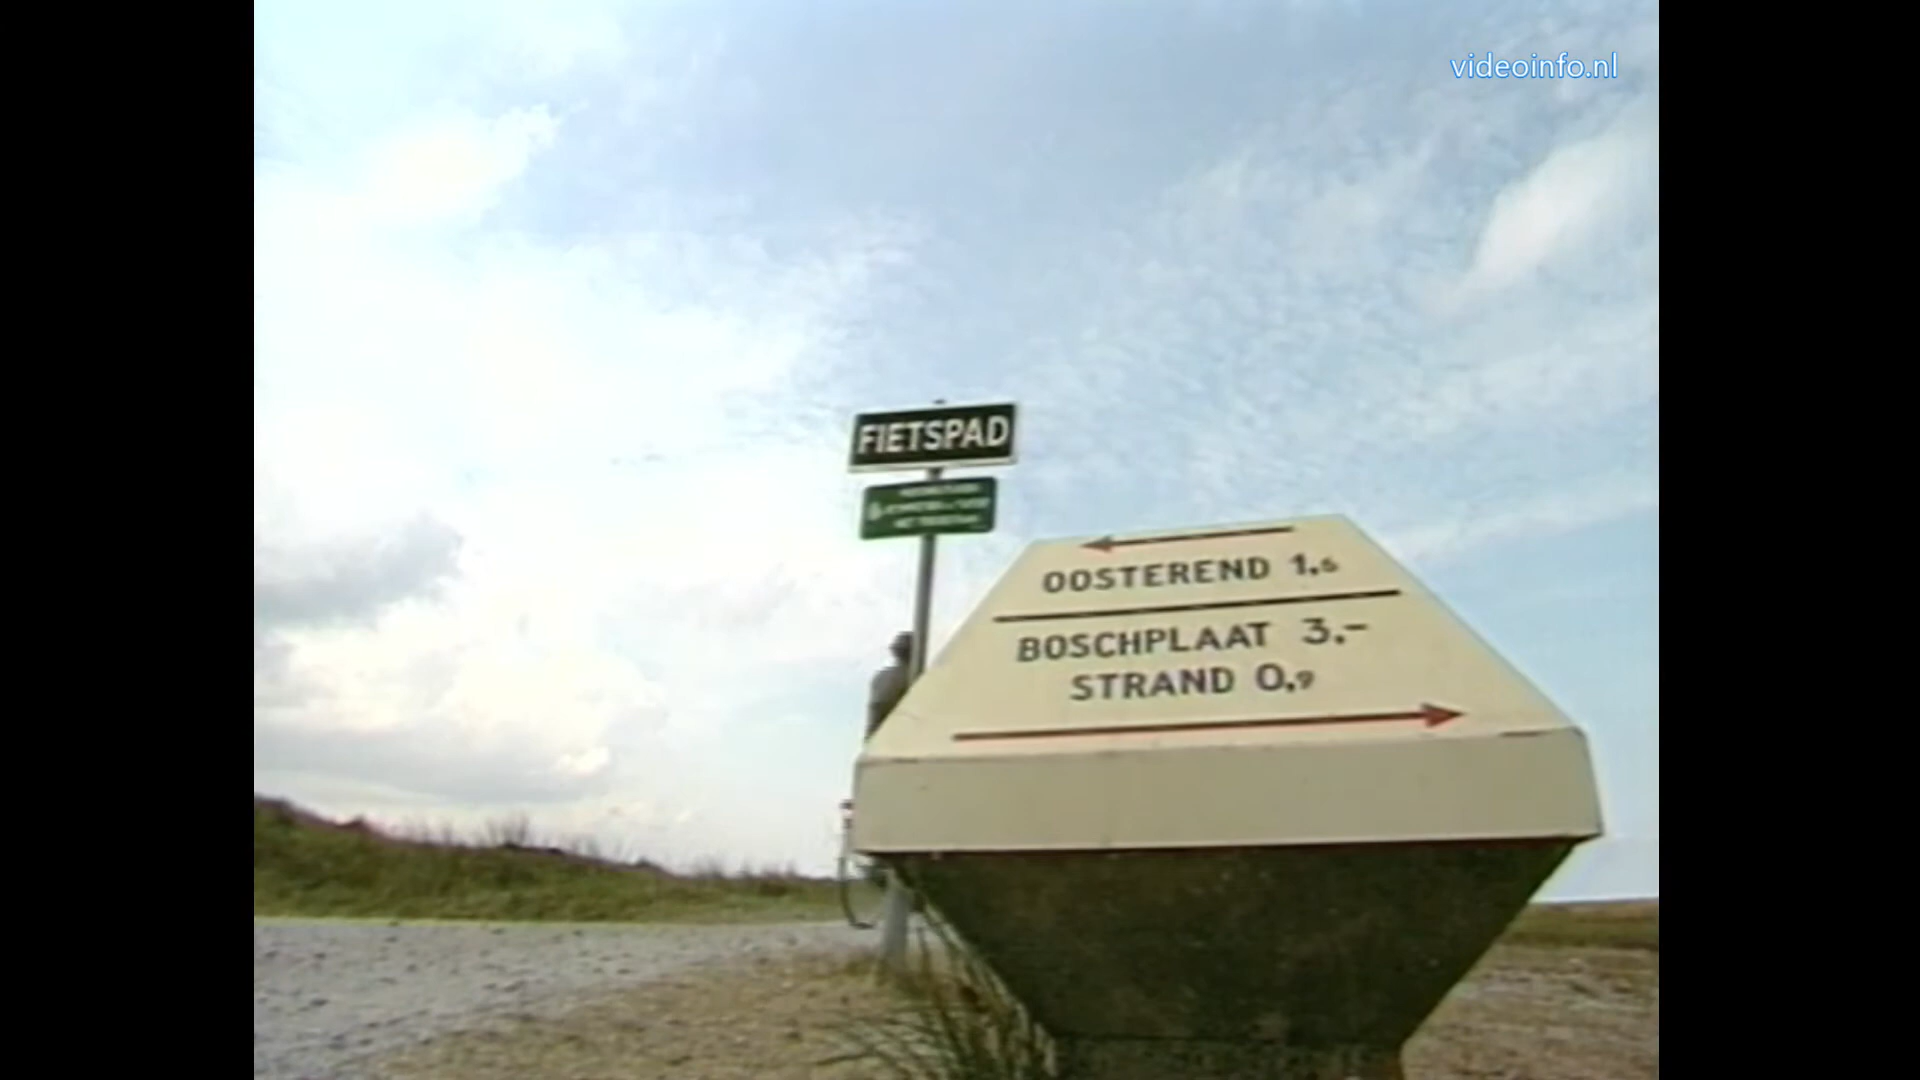 videoinfo.nl
FIETSPAD
OOSTEREND 1,6
BOSCHPLAAT 3,-
STRAND 0,9